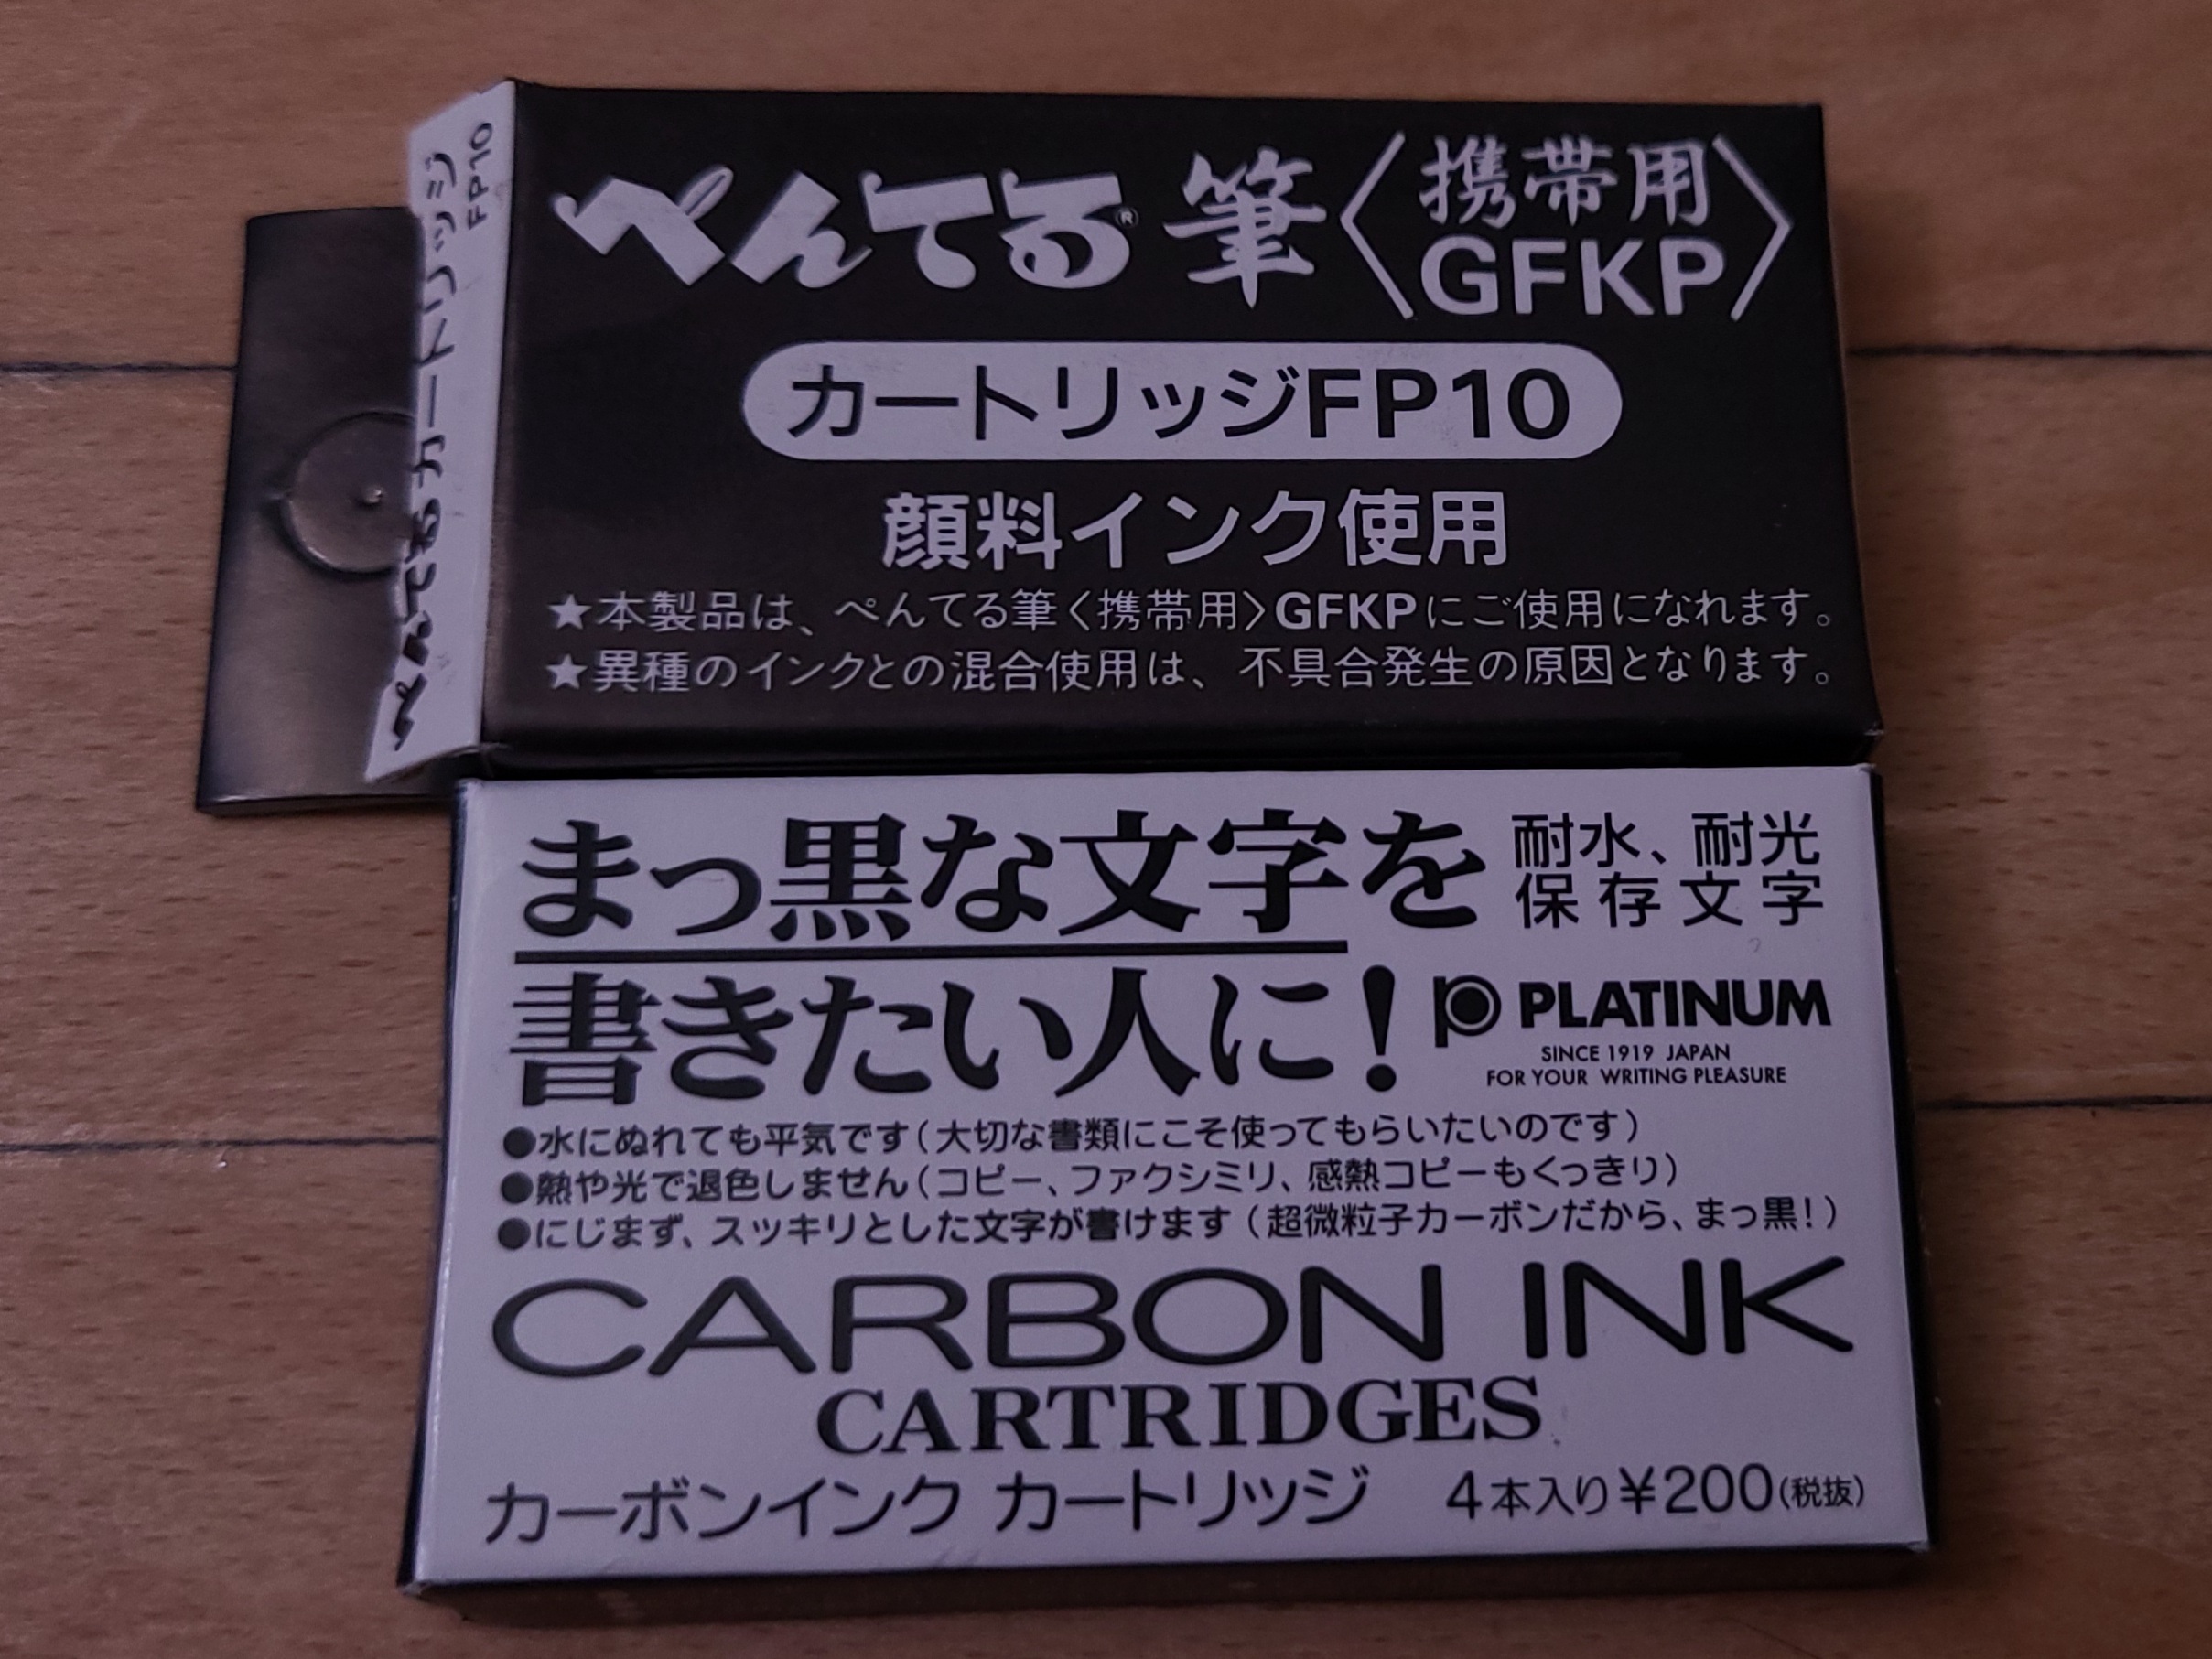 ぺんてるカートリッジ
FP10
ぺんてる® 筆〈携帯用
GFKP〉
カートリッジFP10
顔料インク使用
★本製品は、ぺんてる筆〈携帯用〉GFKPにご使用になれます。
★異種のインクとの混合使用は、不具合発生の原因となります。
まっ黒な文字を
書きたい人に!
耐水、耐光
保存文字
PLATINUM
SINCE 1919 JAPAN
FOR YOUR WRITING PLEASURE
●水にぬれても平気です(大切な書類にこそ使ってもらいたいのです)
●熱や光で退色しません(コピー、ファクシミリ、感熱コピーもくっきり)
●にじまず、スッキリとした文字が書けます(超微粒子カーボンだから、まっ黒!)
CARBON INK
CARTRIDGES
カーボンインク カートリッジ 4本入り¥200(税抜)